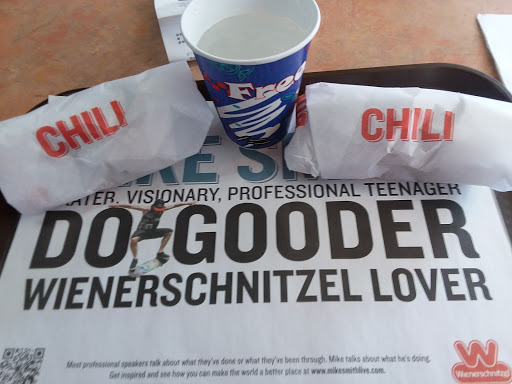 CHILI
Free
CHILI
SKATER. VISIONARY, PROFESSIONAL TEENAGER
DO GOODER
WIENERSCHNITZEL LOVER
Most professional speakers talk about what they've done or what they've been through. Mike talks about what he's doing.
Get inspired and see how you can make the world a better place at www.mikesmithlive.com.
W
Wienerschnitzel